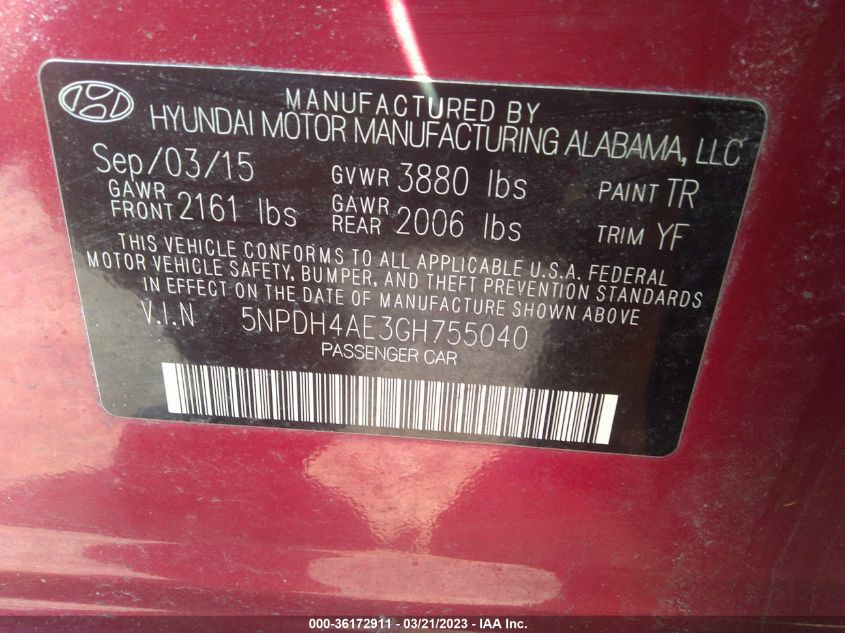 MANUFACTURED BY
HYUNDAI MOTOR MANUFACTURING ALABAMA, LLC
Sep/03/15 GVWR 3880 lbs PAINT TR
GAWR FRONT 2161 lbs GAWR REAR 2006 lbs TRIM YF
THIS VEHICLE CONFORMS TO ALL APPLICABLE U.S.A. FEDERAL
MOTOR VEHICLE SAFETY, BUMPER, AND THEFT PREVENTION STANDARDS
IN EFFECT ON THE DATE OF MANUFACTURE SHOWN ABOVE
V.I.N 5NPDH4AE3GH755040
PASSENGER CAR
000-36172911 - 03/21/2023 - IAA Inc.